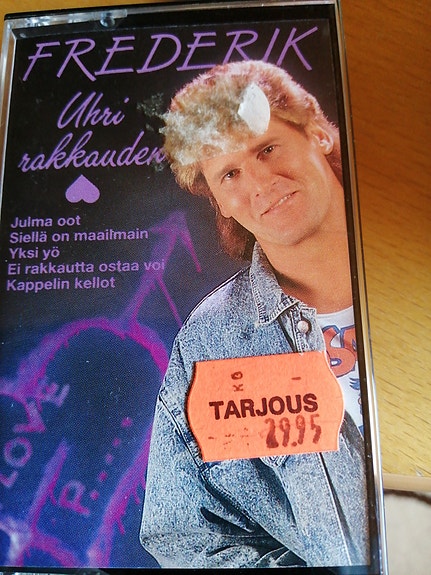 FREDERIK
Uhri
rakkauden
Julma oot
Siellä on maailmain
Yksi yö
Ei rakkautta ostaa voi
Kappelin kellot
LOVE
P.....
TARJOUS
29.95